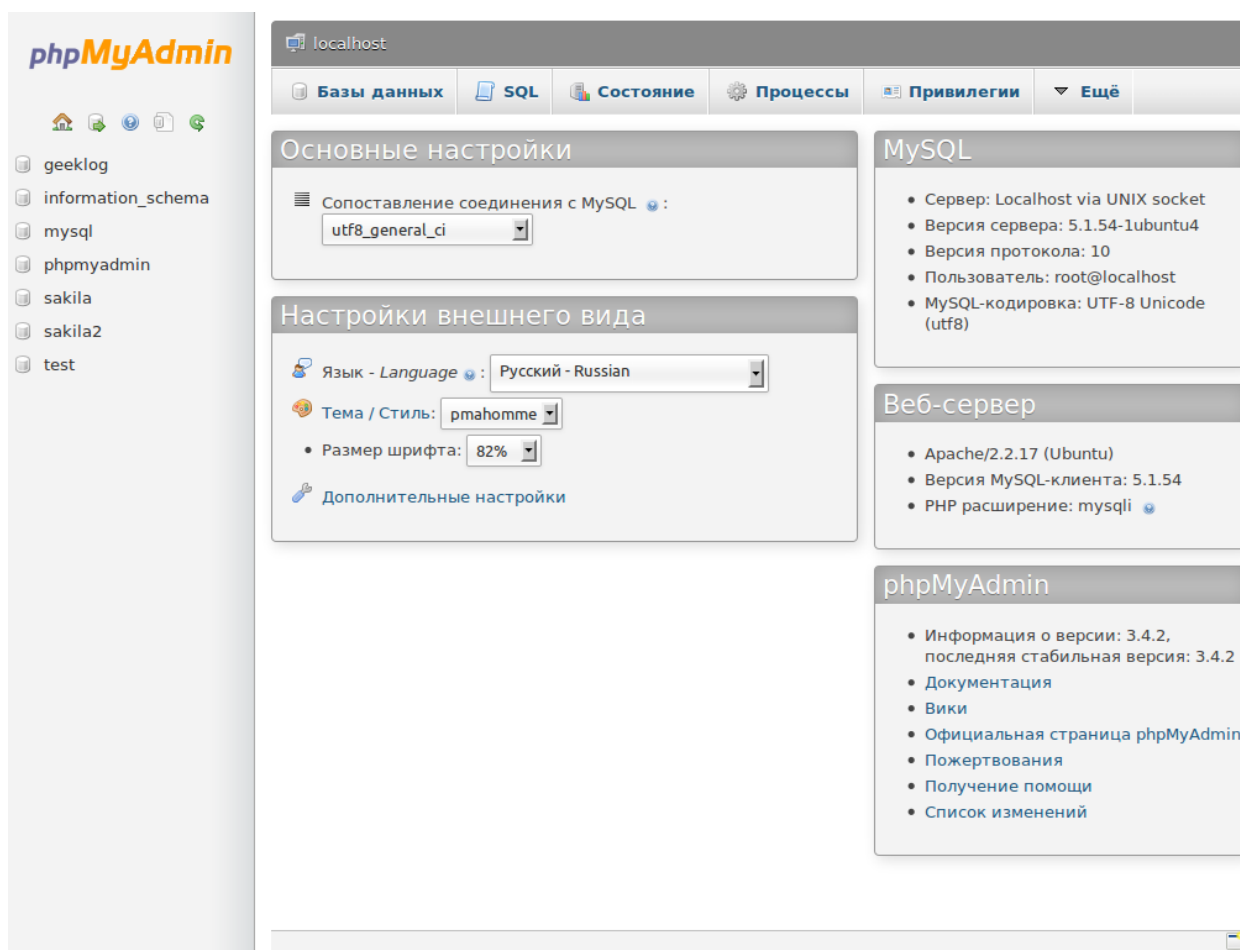 phpMyAdmin
geeklog
information_schema
mysql
phpmyadmin
sakila
sakila2
test
localhost
Базы данных SQL Состояние Процессы Привилегии Ещё
Основные настройки
Сопоставление соединения с MySQL :
utf8_general_ci
Настройки внешнего вида
Язык - Language : Русский - Russian
Тема / Стиль: pmahomme
Размер шрифта: 82%
Дополнительные настройки
MySQL
Сервер: Localhost via UNIX socket
Версия сервера: 5.1.54-1ubuntu4
Версия протокола: 10
Пользователь: root@localhost
MySQL-кодировка: UTF-8 Unicode
(utf8)
Веб-сервер
Apache/2.2.17 (Ubuntu)
Версия MySQL-клиента: 5.1.54
PHP расширение: mysqli
phpMyAdmin
Информация о версии: 3.4.2,
последняя стабильная версия: 3.4.2
Документация
Вики
Официальная страница phpMyAdmin
Пожертвования
Получение помощи
Список изменений